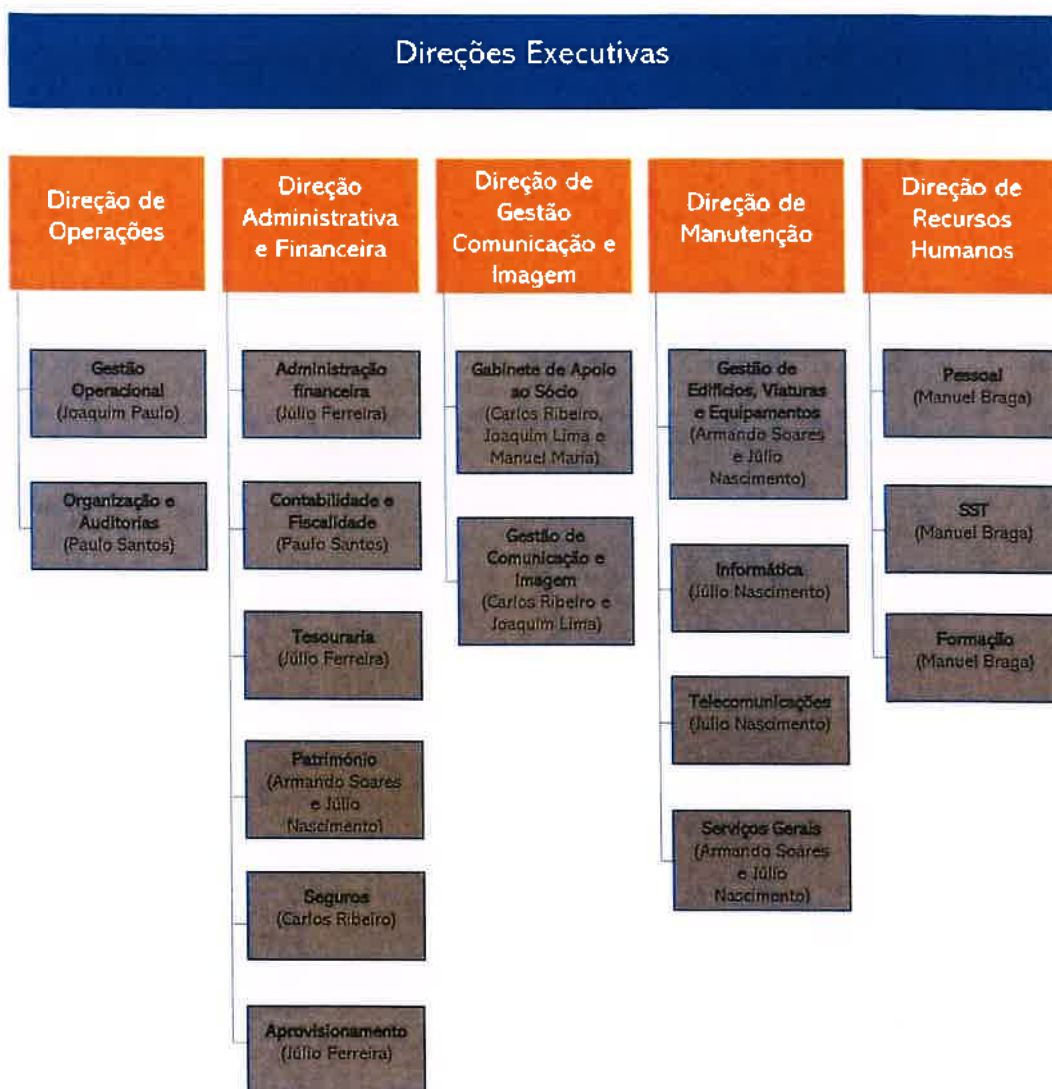 Direções Executivas
Direção de
Operações
Gestão
Operacional
(Joaquim Paulo)
Organização e
Auditorias
(Paulo Santos)
Direção
Administrativa
e Financeira
Administração
financeira
(Júlio Ferreira)
Contabilidade e
Fiscalidade
(Paulo Santos)
Tesouraria
(Júlio Ferreira)
Património
(Armando Soares
e Júlio
Nascimento)
Seguros
(Carlos Ribeiro)
Aprovisionamento
(Júlio Ferreira)
Direção de
Gestão
Comunicação e
Imagem
Gabinete de Apoio
ao Sócio
(Carlos Ribeiro,
Joaquim Lima e
Manuel Maria)
Gestão de
Comunicação e
Imagem
(Carlos Ribeiro e
Joaquim Lima)
Direção de
Manutenção
Gestão de
Edifícios, Viaturas
e Equipamentos
(Armando Soares
e Júlio
Nascimento)
Informática
(Júlio Nascimento)
Telecomunicações
(Júlio Nascimento)
Serviços Gerais
(Armando Soares
e Júlio
Nascimento)
Direção de
Recursos
Humanos
Pessoal
(Manuel Braga)
SST
(Manuel Braga)
Formação
(Manuel Braga)